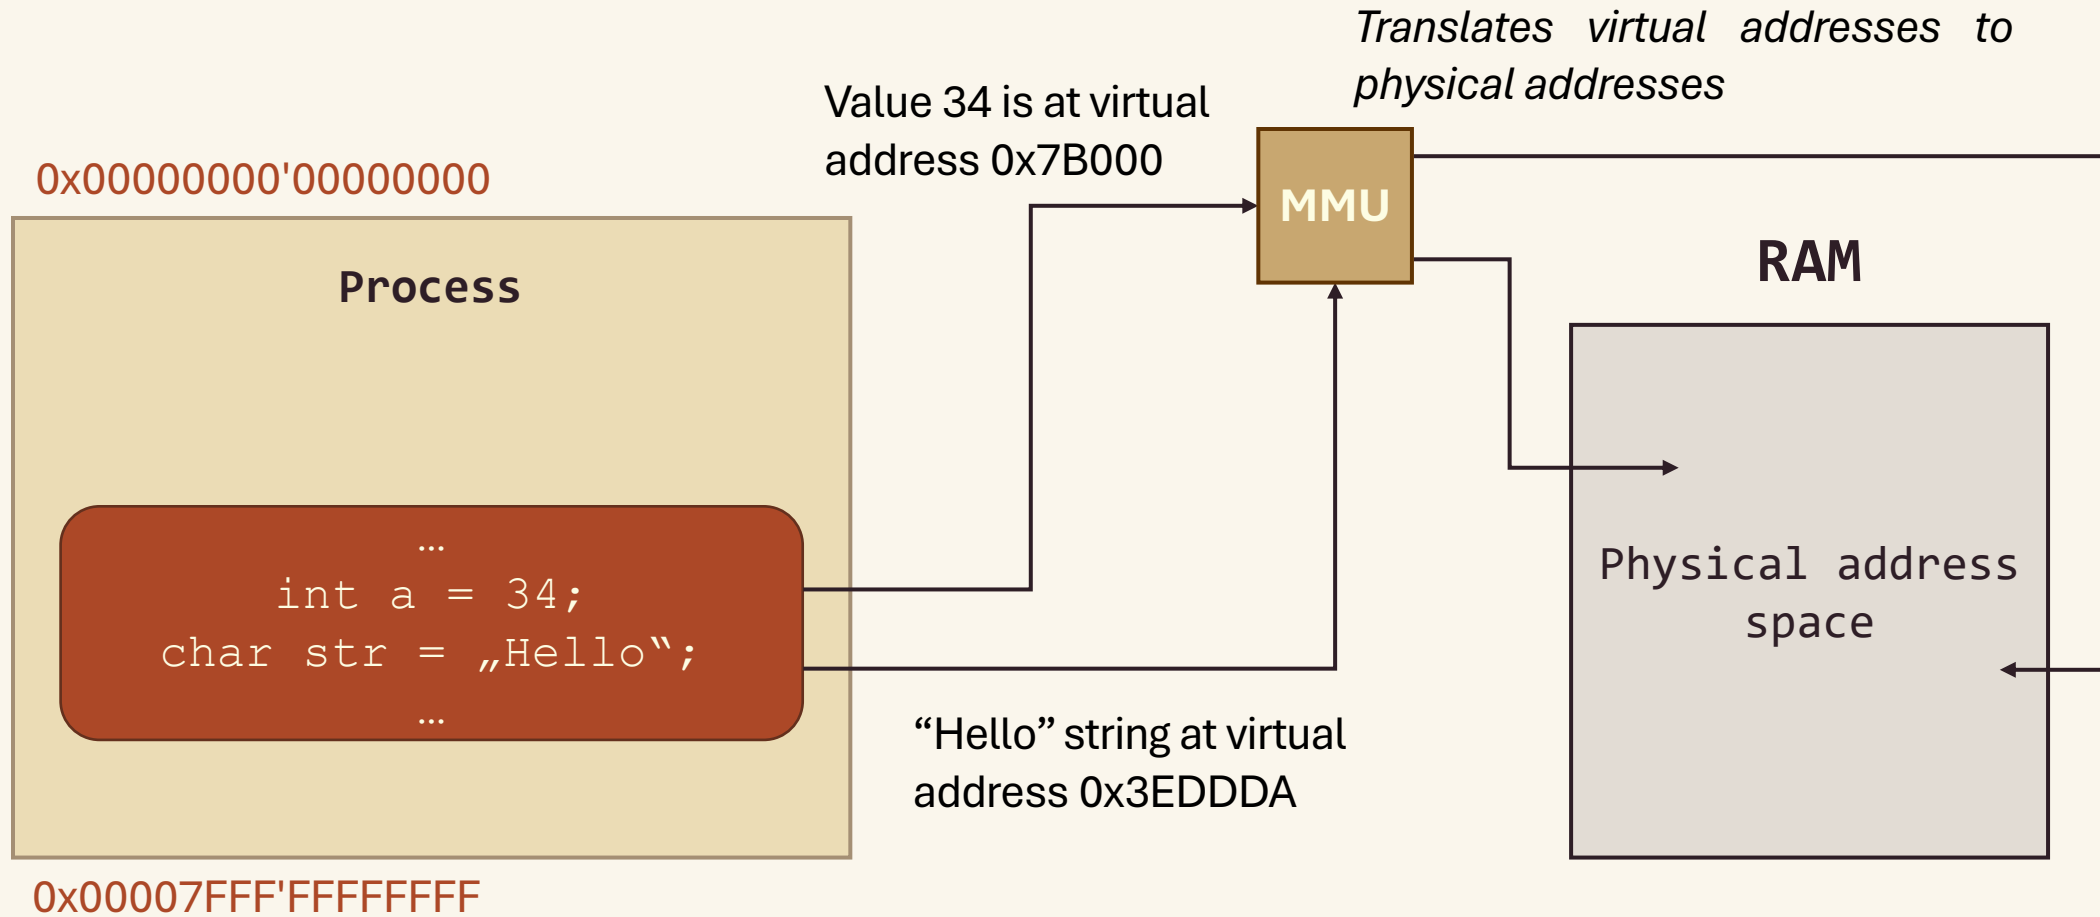 Translates virtual addresses to
physical addresses
Value 34 is at virtual
address 0x7B000
0x00000000'00000000
MMU
Process
RAM
…
int a = 34;
char str = „Hello“;
…
Physical address
space
“Hello” string at virtual
address 0x3EDDDA
0x00007FFF'FFFFFFFF